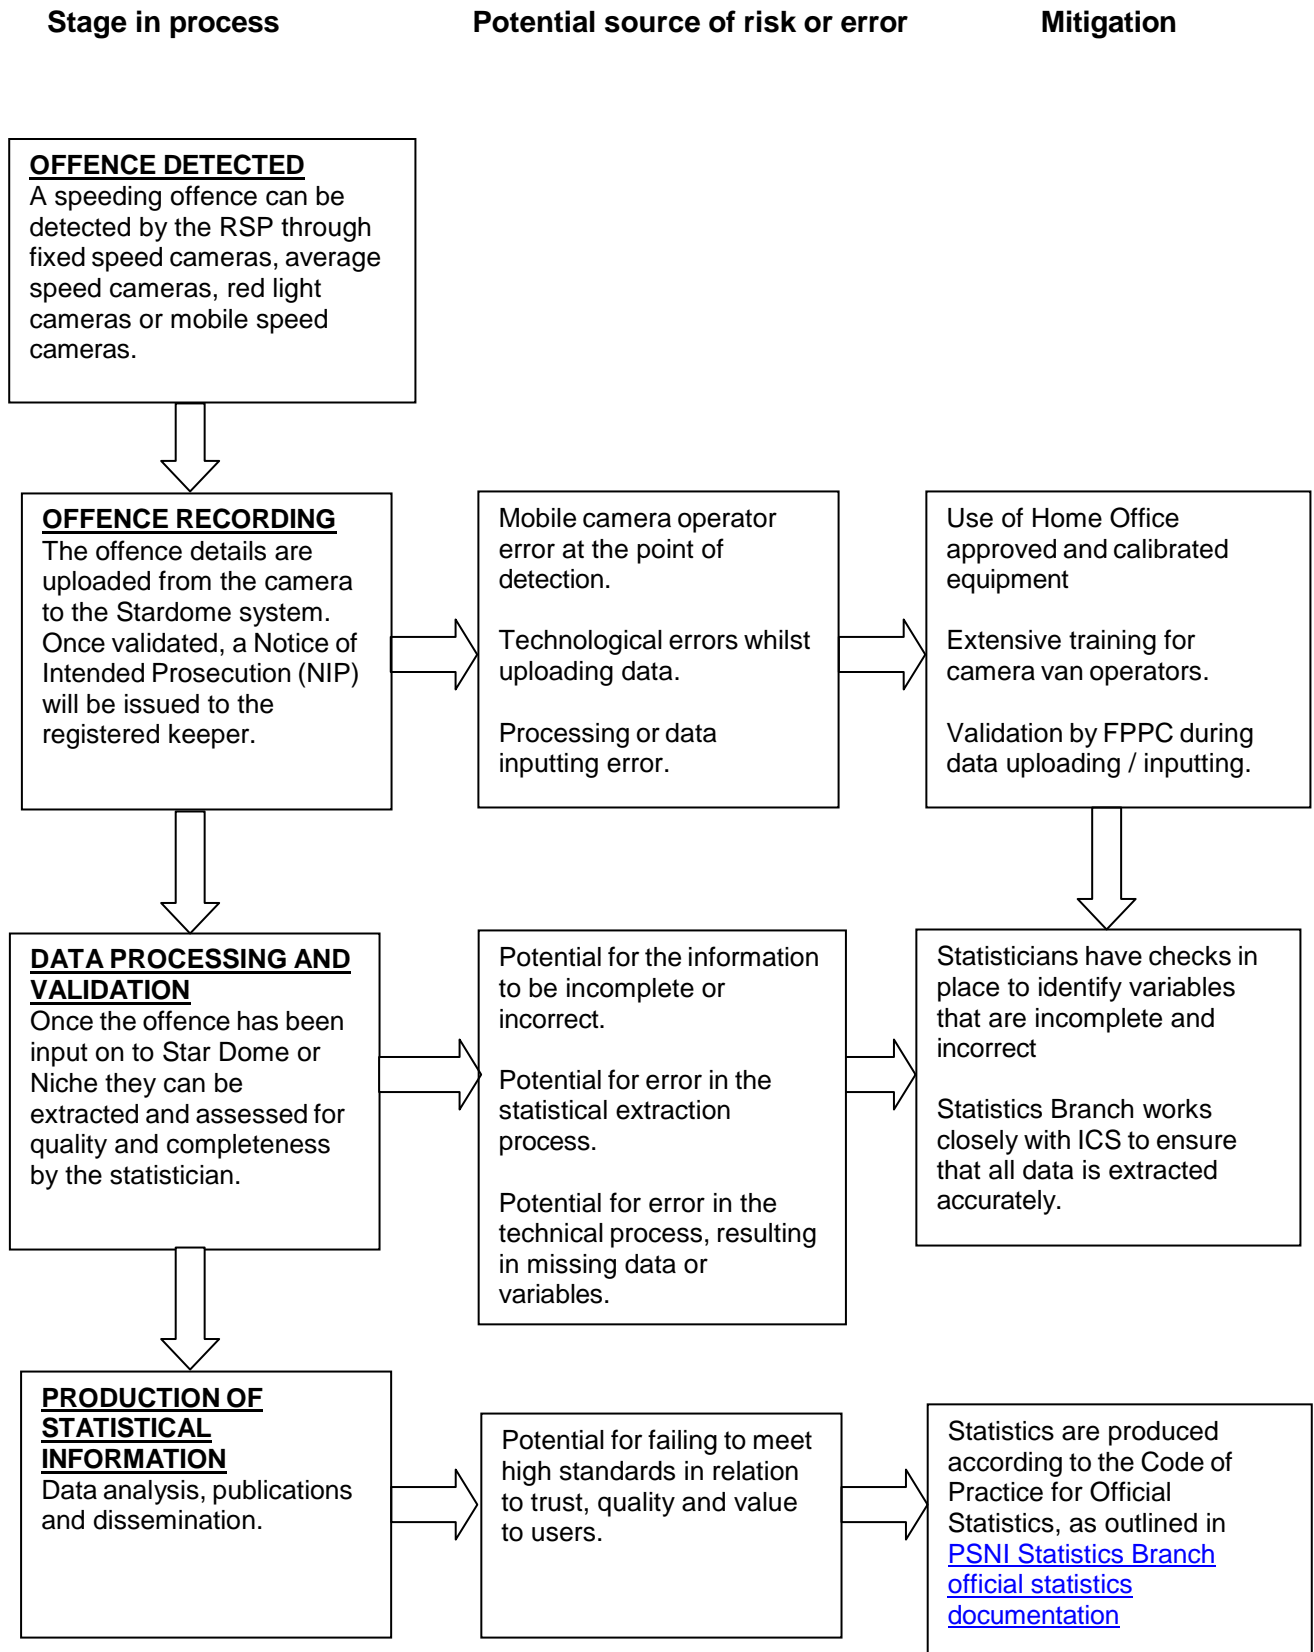 Stage in process
Potential source of risk or error
Mitigation
OFFENCE DETECTED
A speeding offence can be
detected by the RSP through
fixed speed cameras, average
speed cameras, red light
cameras or mobile speed
cameras.
OFFENCE RECORDING
The offence details are
uploaded from the camera
to the Stardome system.
Once validated, a Notice of
Intended Prosecution (NIP)
will be issued to the
registered keeper.
Mobile camera operator
error at the point of
detection.
Technological errors whilst
uploading data.
Processing or data
inputting error.
Use of Home Office
approved and calibrated
equipment
Extensive training for
camera van operators.
Validation by FPPC during
data uploading / inputting.
DATA PROCESSING AND
VALIDATION
Once the offence has been
input on to Star Dome or
Niche they can be
extracted and assessed for
quality and completeness
by the statistician.
Potential for the information
to be incomplete or
incorrect.
Potential for error in the
statistical extraction
process.
Potential for error in the
technical process, resulting
in missing data or
variables.
Statisticians have checks in
place to identify variables
that are incomplete and
incorrect
Statistics Branch works
closely with ICS to ensure
that all data is extracted
accurately.
PRODUCTION OF
STATISTICAL
INFORMATION
Data analysis, publications
and dissemination.
Potential for failing to meet
high standards in relation
to trust, quality and value
to users.
Statistics are produced
according to the Code of
Practice for Official
Statistics, as outlined in
PSNI Statistics Branch
official statistics
documentation